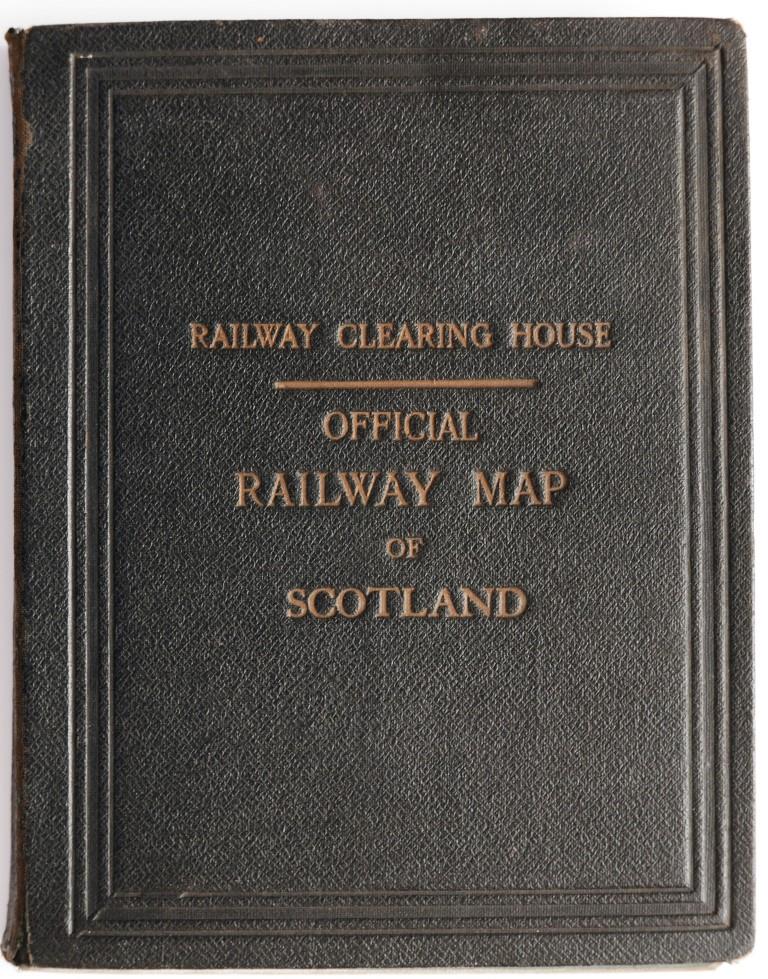 RAILWAY CLEARING HOUSE
OFFICIAL
RAILWAY MAP
OF
SCOTLAND